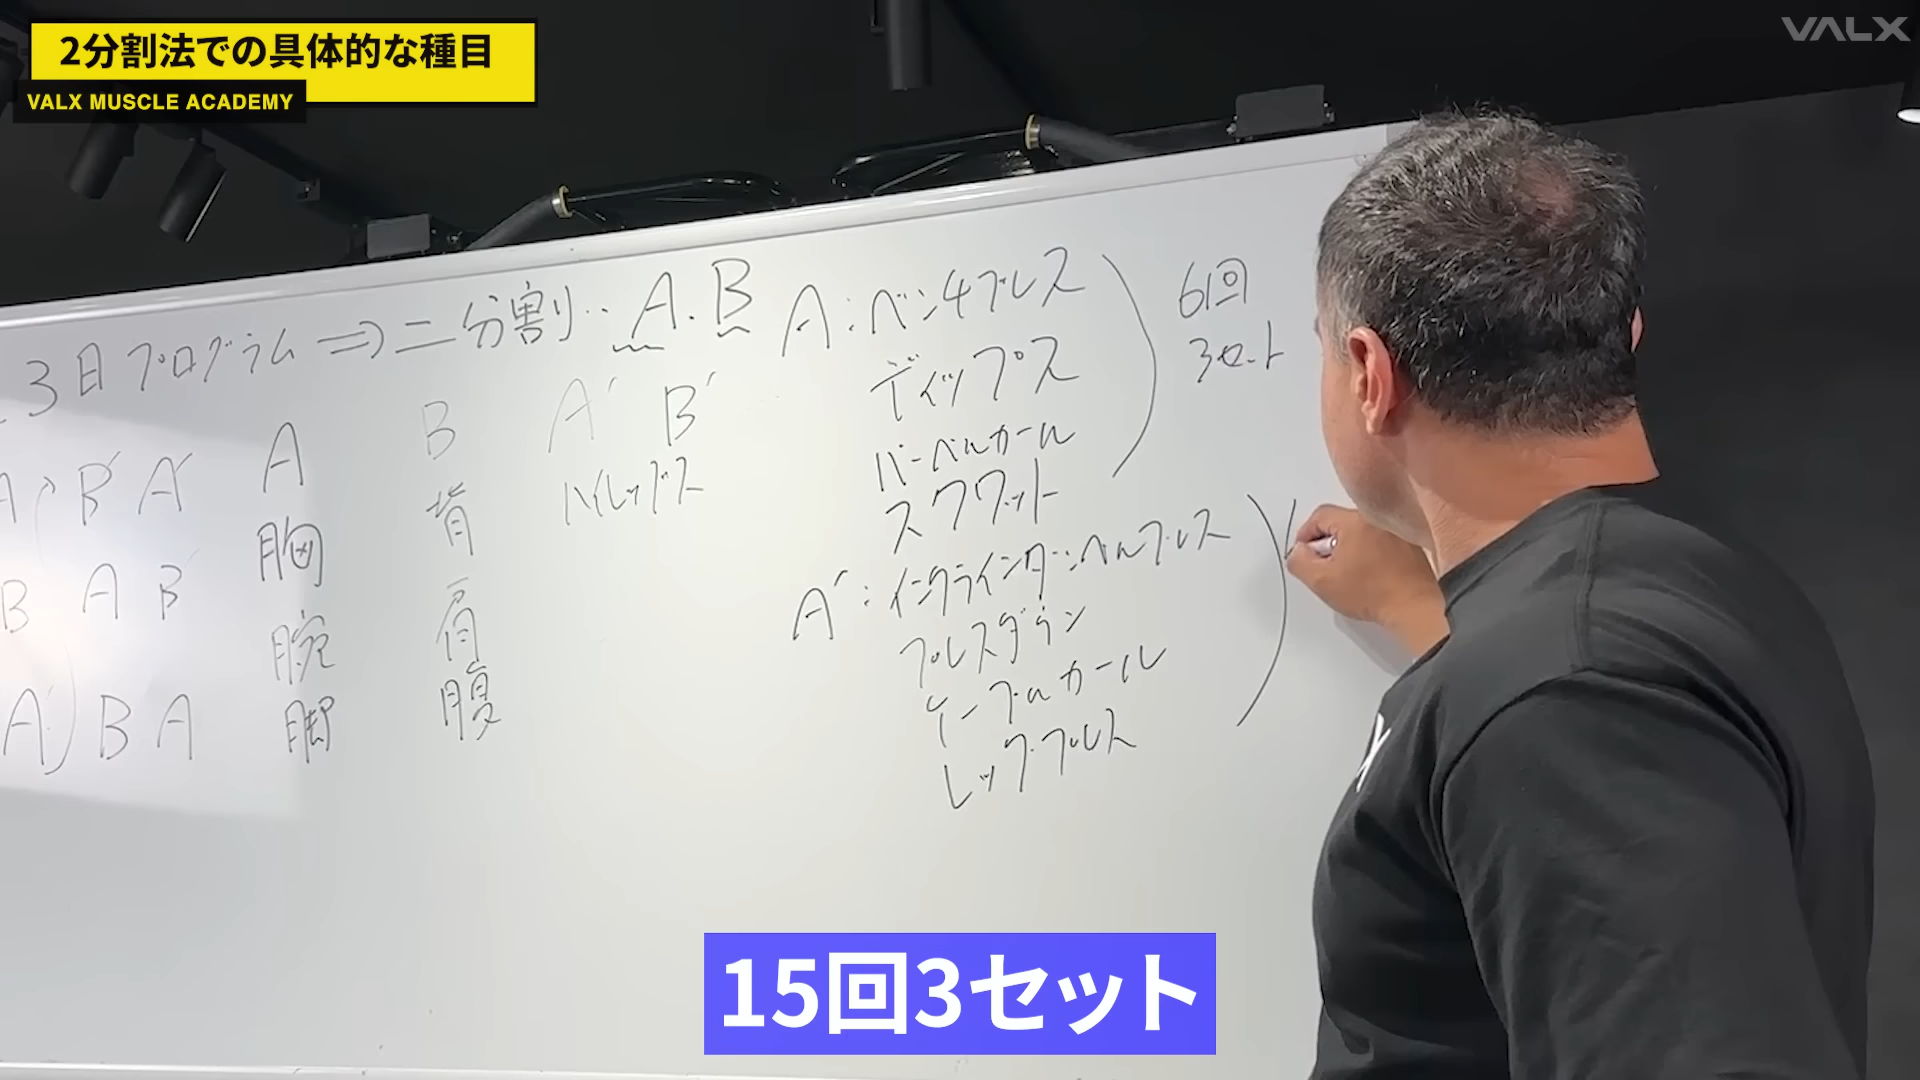 2分割法での具体的な種目
VALX MUSCLE ACADEMY
VALX
3日プログラム⇒二分割‥A.B
A B' A'
B A B'
A' B A
A
胸
腕
脚
B
背
肩
腹
A' B'
ハイレップス
A:ベンチプレス
ディップス
バーベルカール
スクワット
6回
3セット
A':インクラインダンベルプレス
プレスダウン
ケーブルカール
レッグプレス
15回3セット